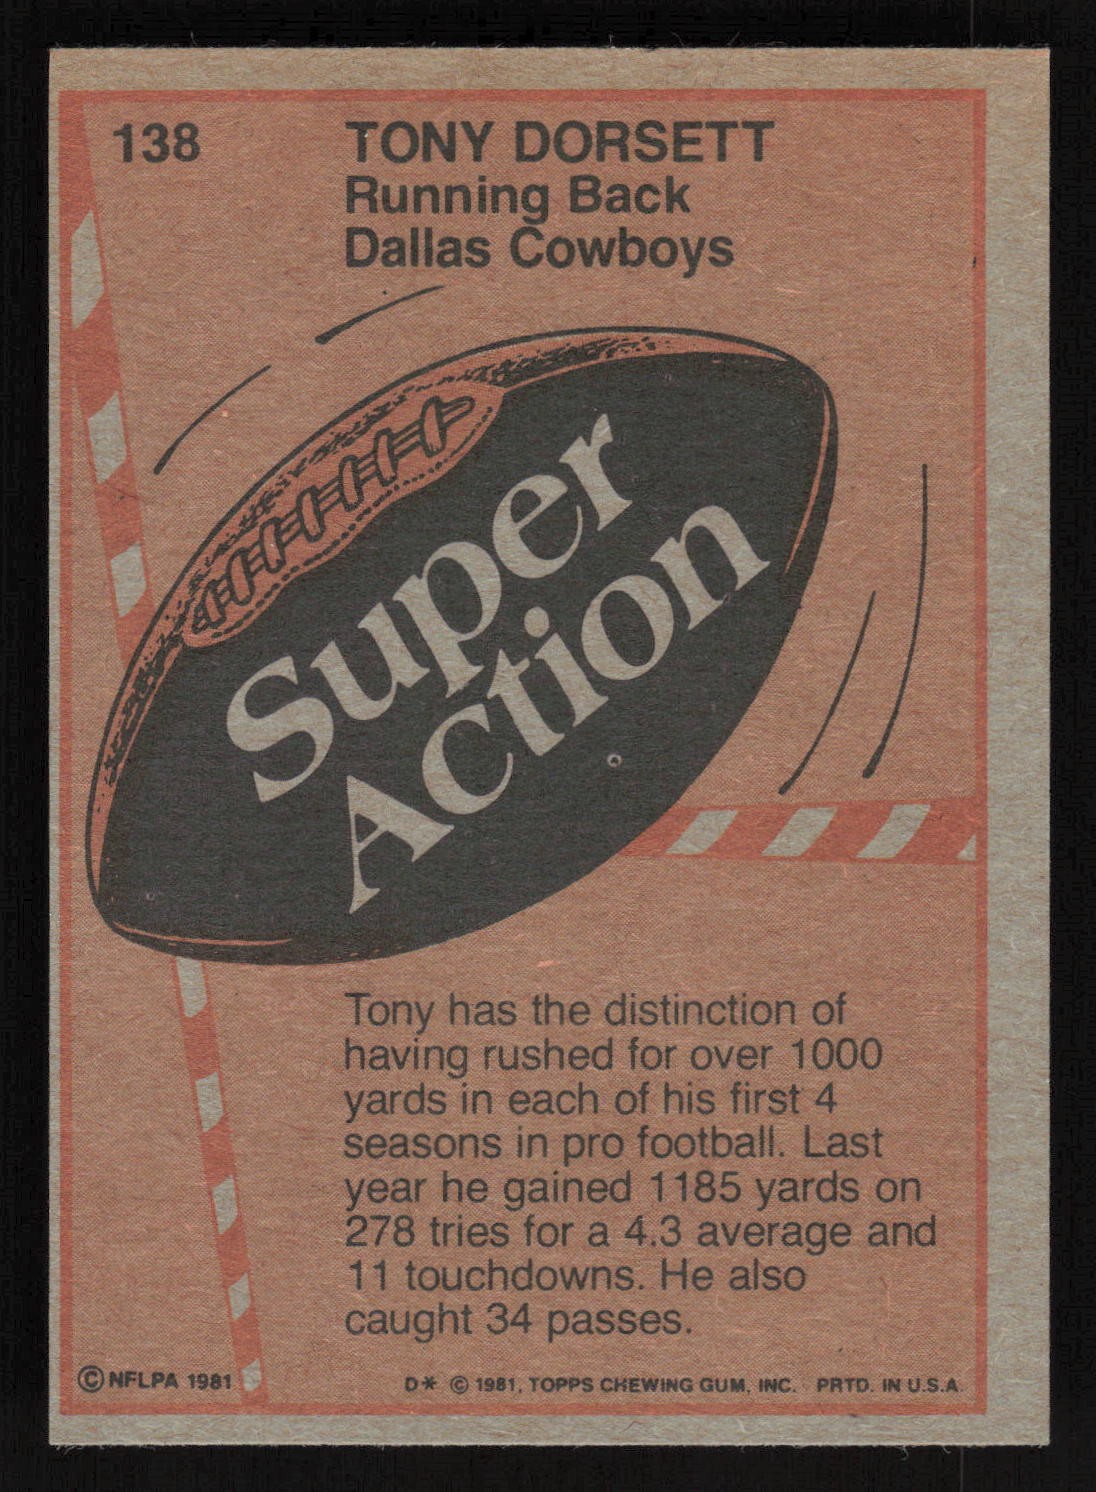 138
TONY DORSETT
Running Back
Dallas Cowboys
Super
Action
Tony has the distinction of
having rushed for over 1000
yards in each of his first 4
seasons in pro football. Last
year he gained 1185 yards on
278 tries for a 4.3 average and
11 touchdowns. He also
caught 34 passes.
© NFLPA 1981
D* © 1981, TOPPS CHEWING GUM, INC. PRTD. IN U.S.A.